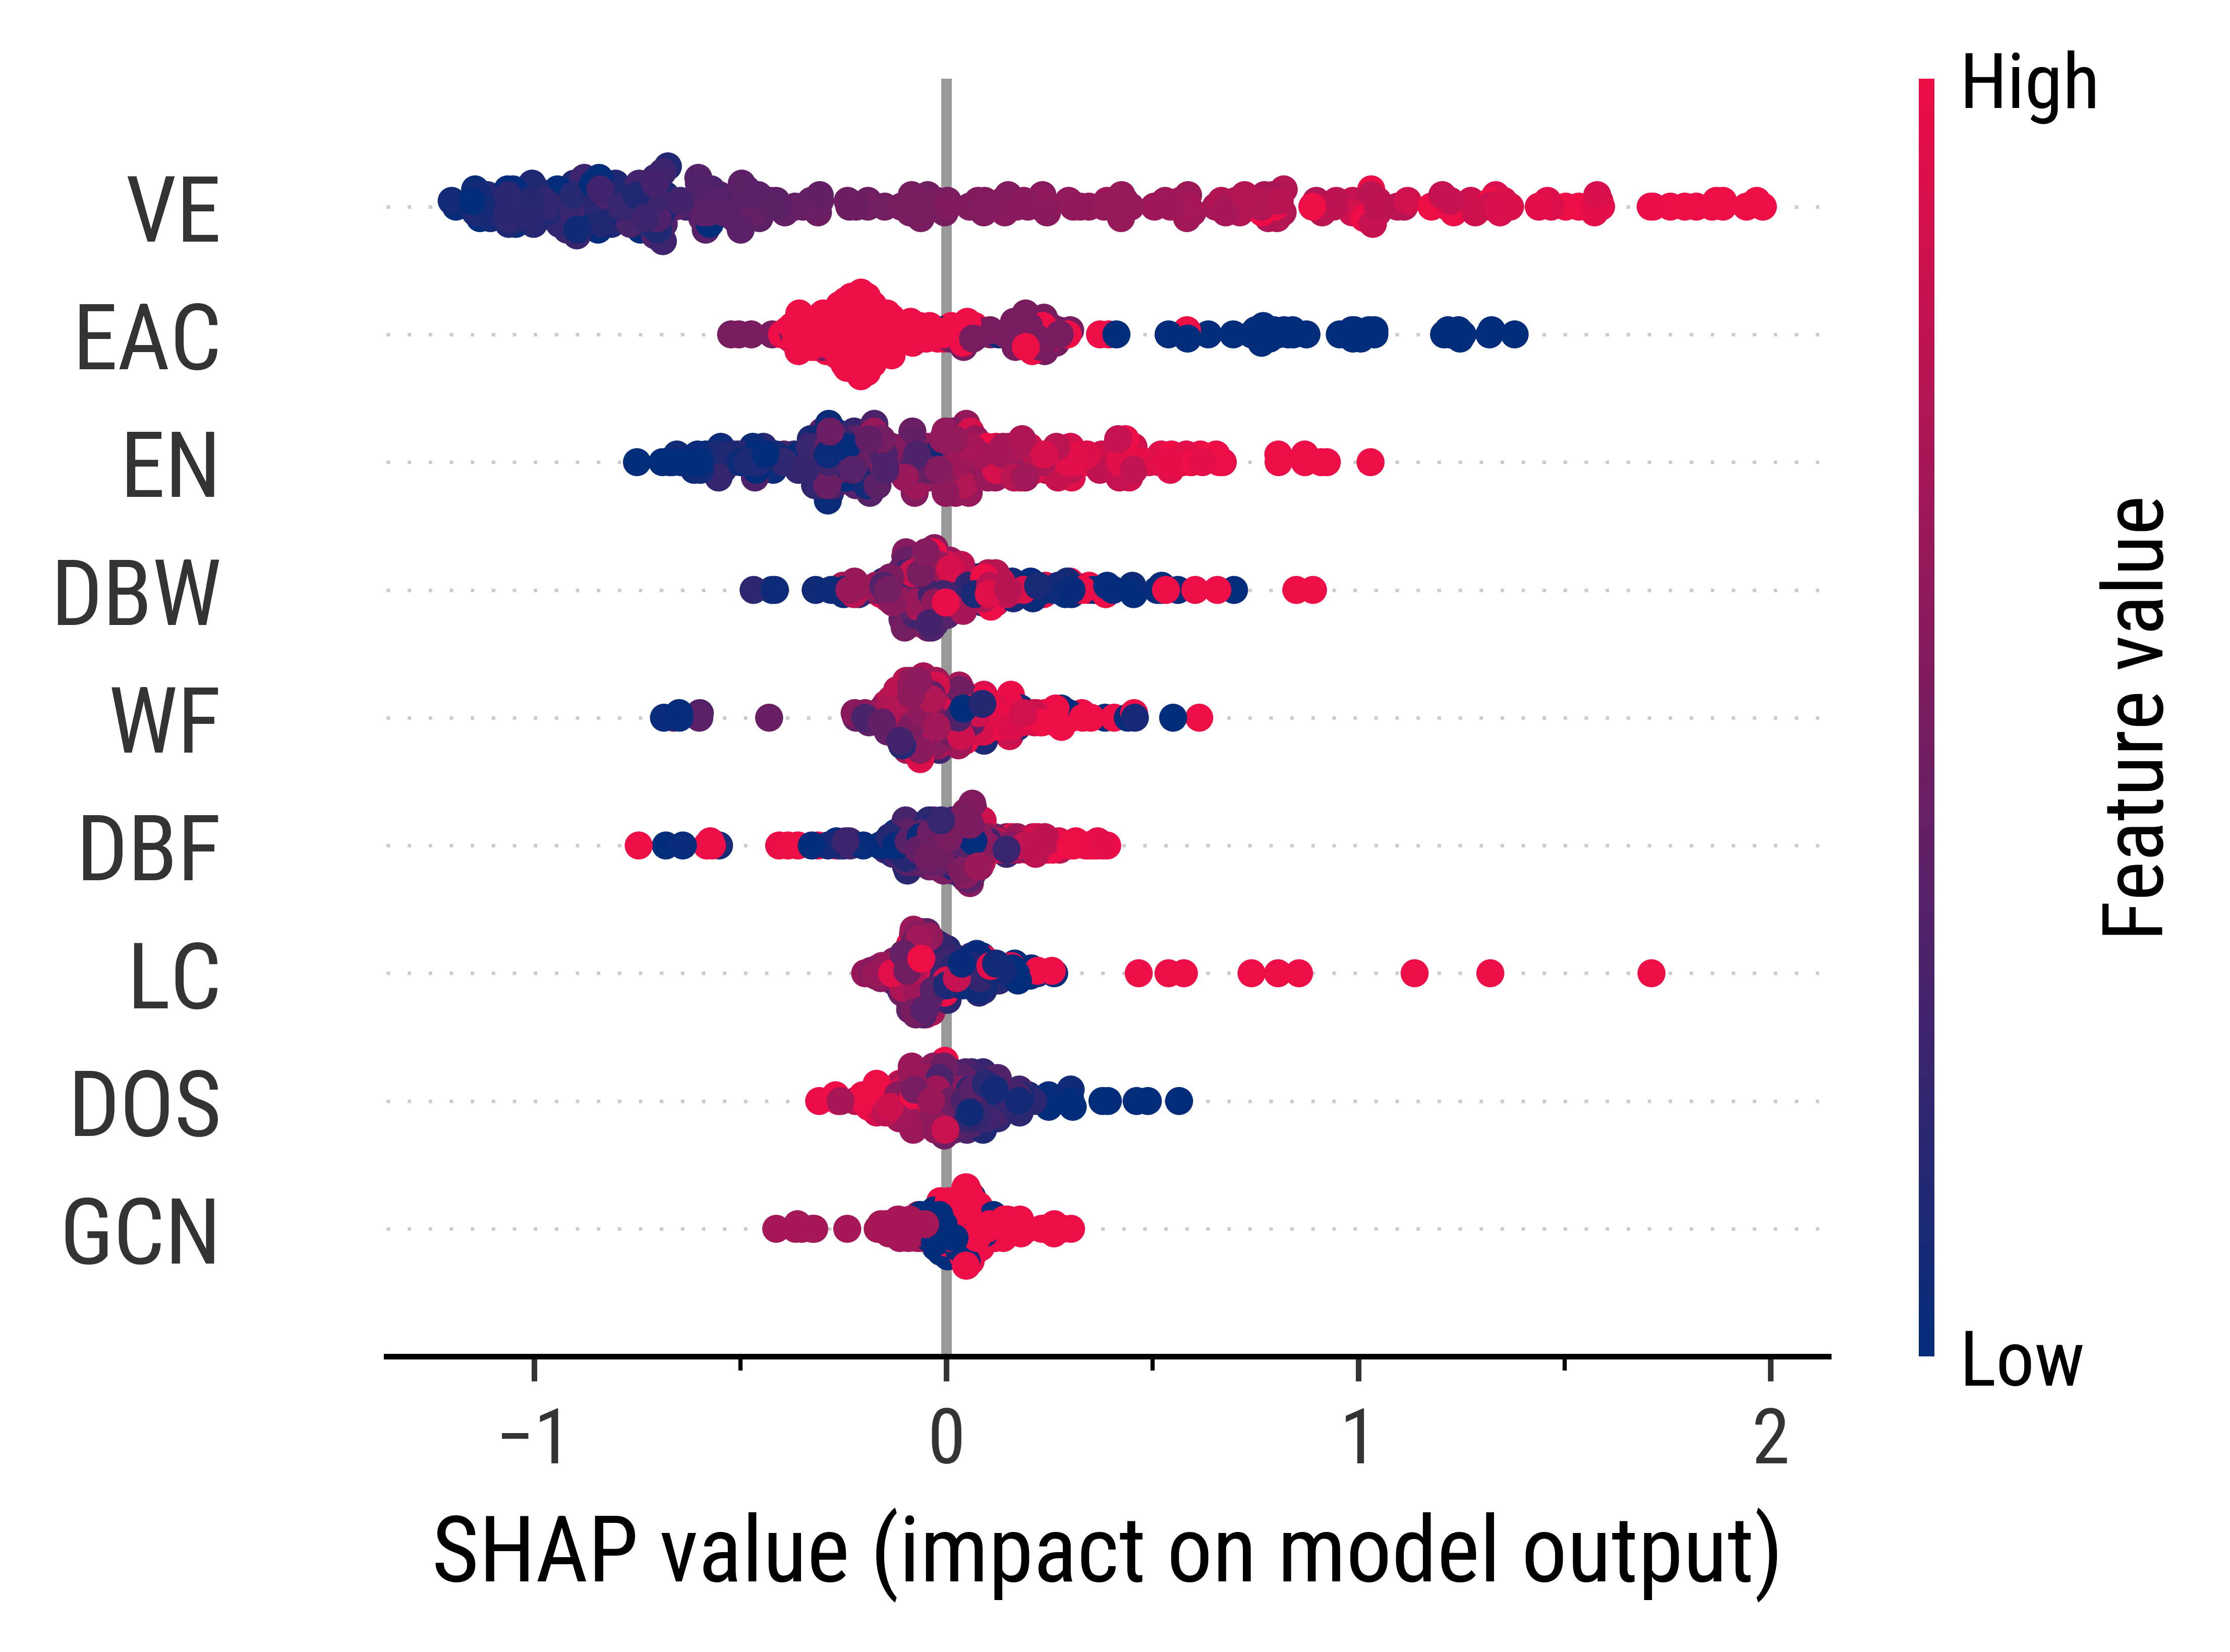 High
VE
EAC
EN
DBW
WF
DBF
LC
DOS
GCN
Feature value
Low
−1 0 1 2
SHAP value (impact on model output)